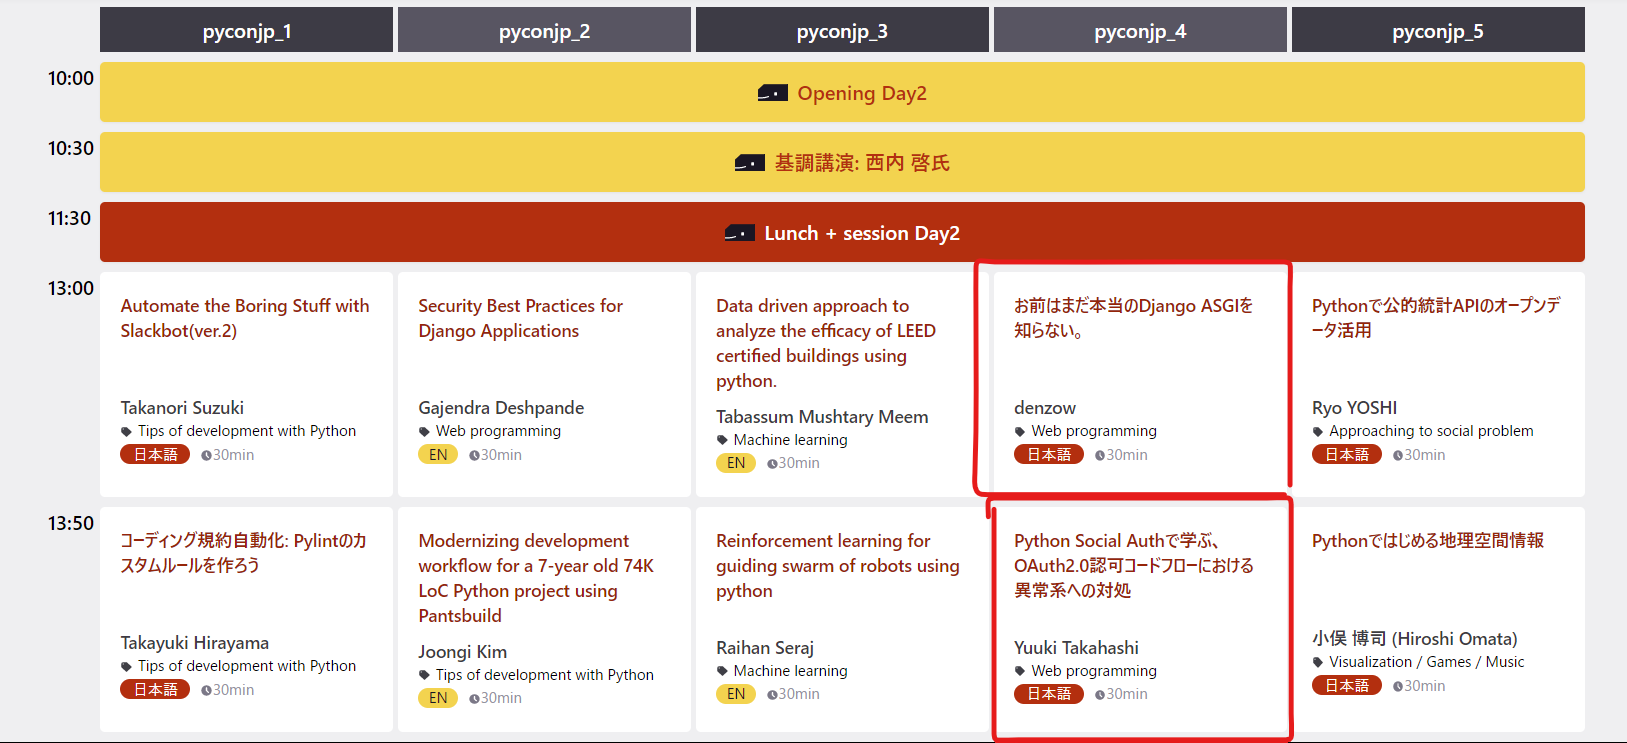 pyconjp_1
pyconjp_2
pyconjp_3
pyconjp_4
pyconjp_5
10:00
Opening Day2
10:30
基調講演: 西内 啓氏
11:30
Lunch + session Day2
13:00
Automate the Boring Stuff with
Slackbot(ver.2)
Takanori Suzuki
Tips of development with Python
日本語
30min
Security Best Practices for
Django Applications
Gajendra Deshpande
Web programming
EN
30min
Data driven approach to
analyze the efficacy of LEED
certified buildings using
python.
Tabassum Mushtary Meem
Machine learning
EN
30min
お前はまだ本当のDjango ASGIを
知らない。
denzow
Web programming
日本語
30min
Pythonで公的統計APIのオープンデ
ータ活用
Ryo YOSHI
Approaching to social problem
日本語
30min
13:50
コーディング規約自動化: Pylintのカ
スタムルールを作ろう
Takayuki Hirayama
Tips of development with Python
日本語
30min
Modernizing development
workflow for a 7-year old 74K
LoC Python project using
Pantsbuild
Joongi Kim
Tips of development with Python
EN
30min
Reinforcement learning for
guiding swarm of robots using
python
Raihan Seraj
Machine learning
EN
30min
Python Social Authで学ぶ、
OAuth2.0認可コードフローにおける
異常系への対処
Yuuki Takahashi
Web programming
日本語
30min
Pythonではじめる地理空間情報
小俣 博司 (Hiroshi Omata)
Visualization / Games / Music
日本語
30min